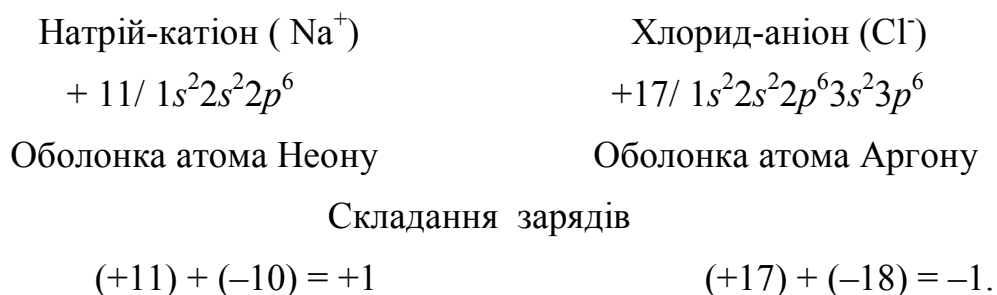 Натрій-катіон ( Na⁺) Хлорид-аніон (Cl⁻)
+ 11/ 1s²2s²2p⁶ +17/ 1s²2s²2p⁶3s²3p⁶
Оболонка атома Неону Оболонка атома Аргону
Складання зарядів
(+11) + (–10) = +1 (+17) + (–18) = –1.